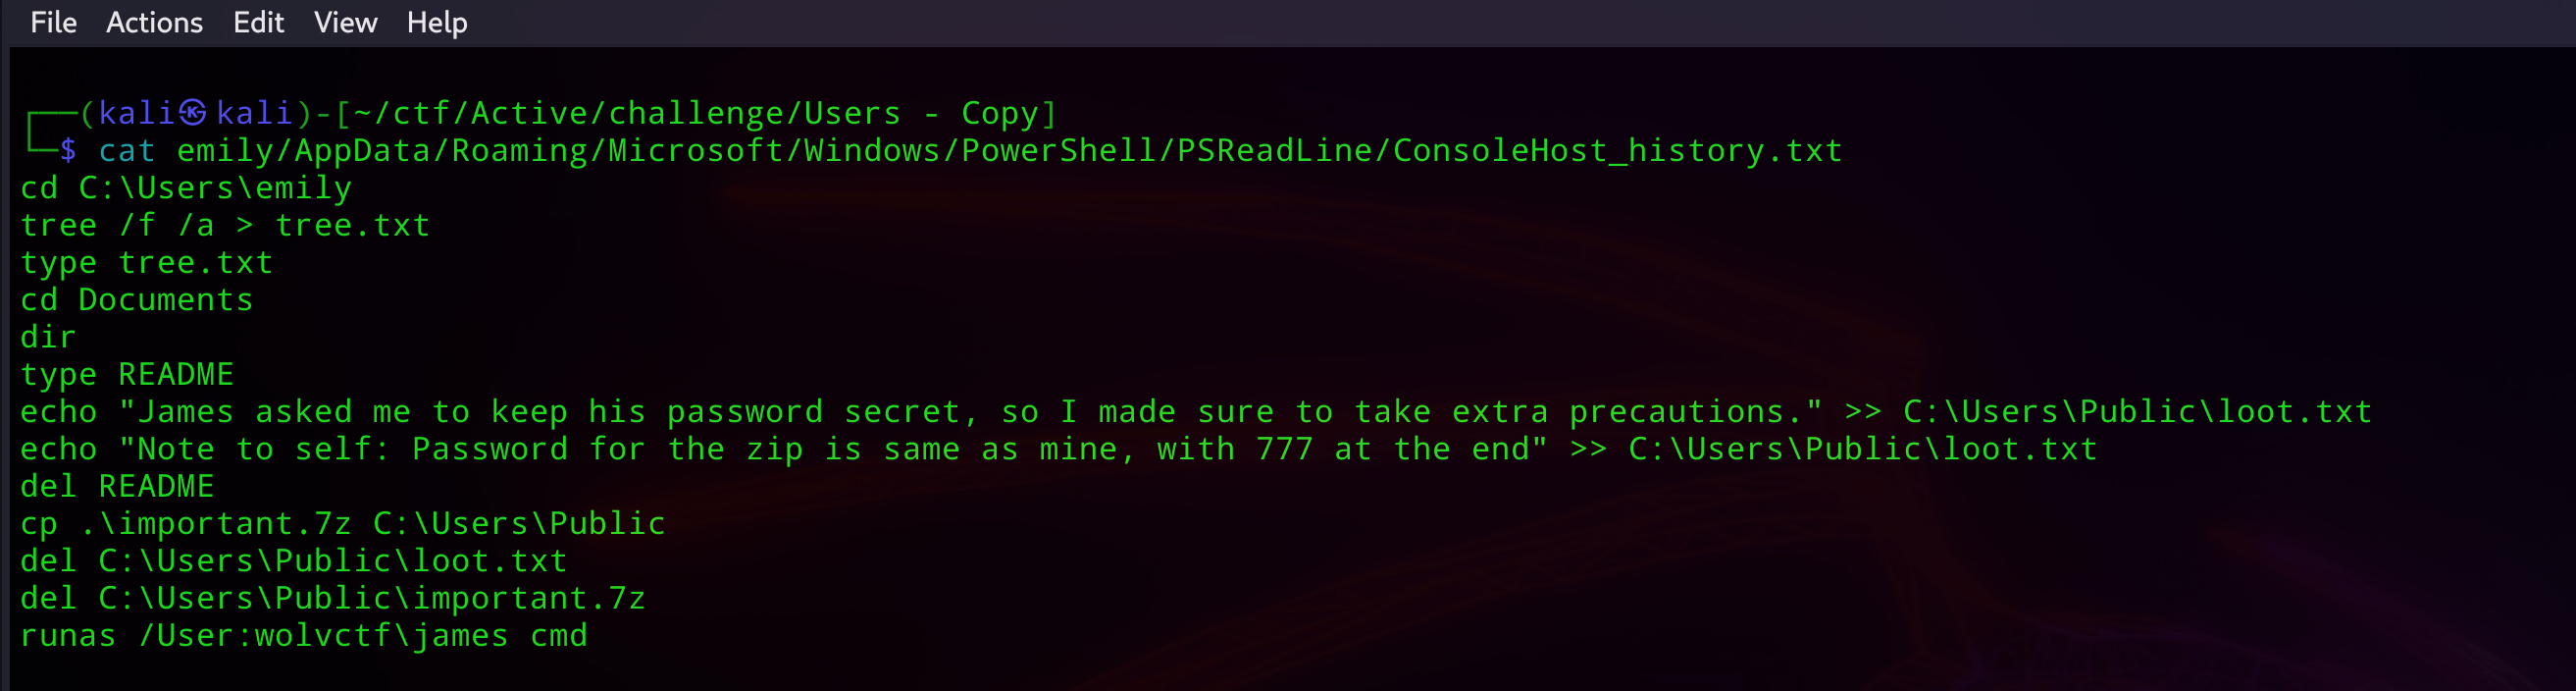 File Actions Edit View Help
┌──(kali㉿kali)-[~/ctf/Active/challenge/Users - Copy]
└─$ cat emily/AppData/Roaming/Microsoft/Windows/PowerShell/PSReadLine/ConsoleHost_history.txt
cd C:\Users\emily
tree /f /a > tree.txt
type tree.txt
cd Documents
dir
type README
echo "James asked me to keep his password secret, so I made sure to take extra precautions." >> C:\Users\Public\loot.txt
echo "Note to self: Password for the zip is same as mine, with 777 at the end" >> C:\Users\Public\loot.txt
del README
cp .\important.7z C:\Users\Public
del C:\Users\Public\loot.txt
del C:\Users\Public\important.7z
runas /User:wolvctf\james cmd